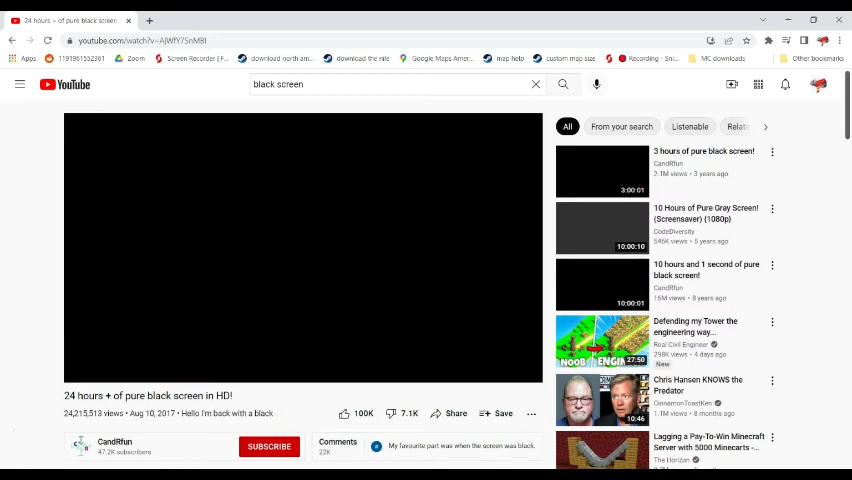 24 hours + of pure black screen
youtube.com/watch?v=AjWfY7SnMBI
Apps
1191961552361
Zoom
Screen Recorder | F...
download north am...
download the nile
Google Maps Amer...
map help
custom map size
Recording - Sni...
MC downloads
Other bookmarks
YouTube
black screen
All
From your search
Listenable
Relate
3 hours of pure black screen!
CandRfun
2.1M views • 3 years ago
3:00:01
10 Hours of Pure Gray Screen!
(Screensaver) {1080p}
CodeDiversity
546K views • 5 years ago
10:00:10
10 hours and 1 second of pure
black screen!
CandRfun
16M views • 8 years ago
10:00:01
Defending my Tower the
engineering way...
Real Civil Engineer
298K views • 4 days ago
New
NOOB
ENGIN
27:50
Chris Hansen KNOWS the
Predator
CinnamonToastKen
1.1M views • 8 months ago
10:46
Lagging a Pay-To-Win Minecraft
Server with 5000 Minecarts -...
The Horizon
24 hours + of pure black screen in HD!
24,215,513 views • Aug 10, 2017 • Hello I'm back with a black
100K
7.1K
Share
Save
CandRfun
47.2K subscribers
SUBSCRIBE
Comments
22K
My favourite part was when the screen was black.